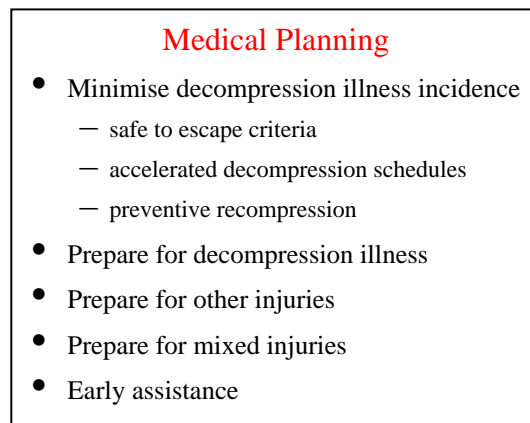 Medical Planning
• Minimise decompression illness incidence
– safe to escape criteria
– accelerated decompression schedules
– preventive recompression
• Prepare for decompression illness
• Prepare for other injuries
• Prepare for mixed injuries
• Early assistance